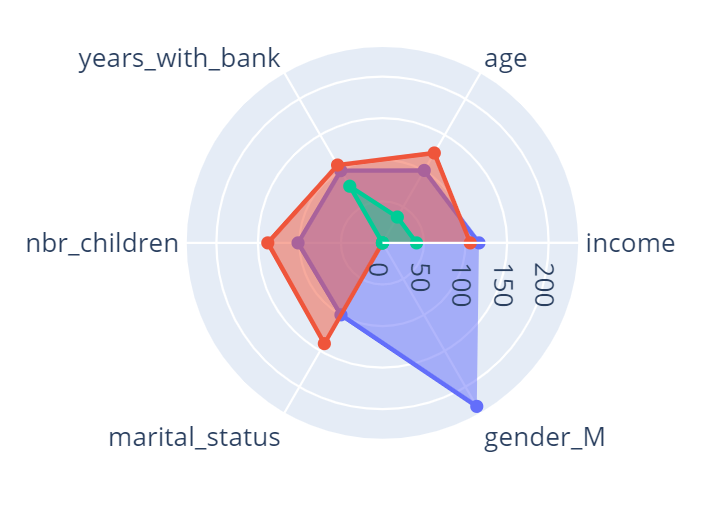 years_with_bank
age
nbr_children
income
0
50
100
150
200
marital_status
gender_M